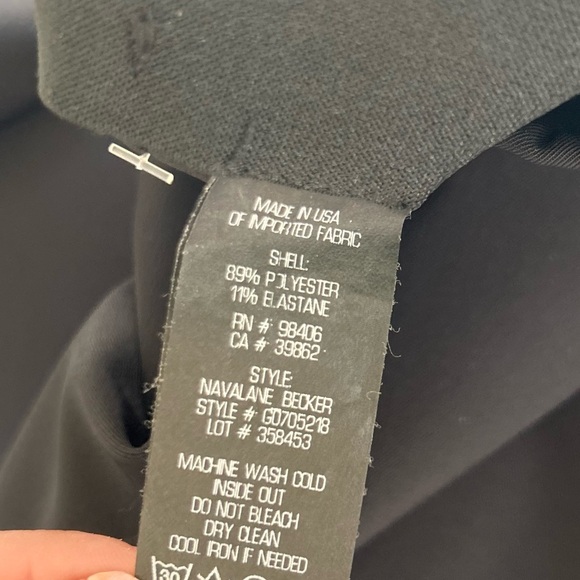 MADE IN USA
OF IMPORTED FABRIC
SHELL:
89% POLYESTER
11% ELASTANE
RN # 98406
CA # 39862
STYLE:
NAVALANE BECKER
STYLE # G0705218
LOT # 358453
MACHINE WASH COLD
INSIDE OUT
DO NOT BLEACH
DRY CLEAN
COOL IRON IF NEEDED
30